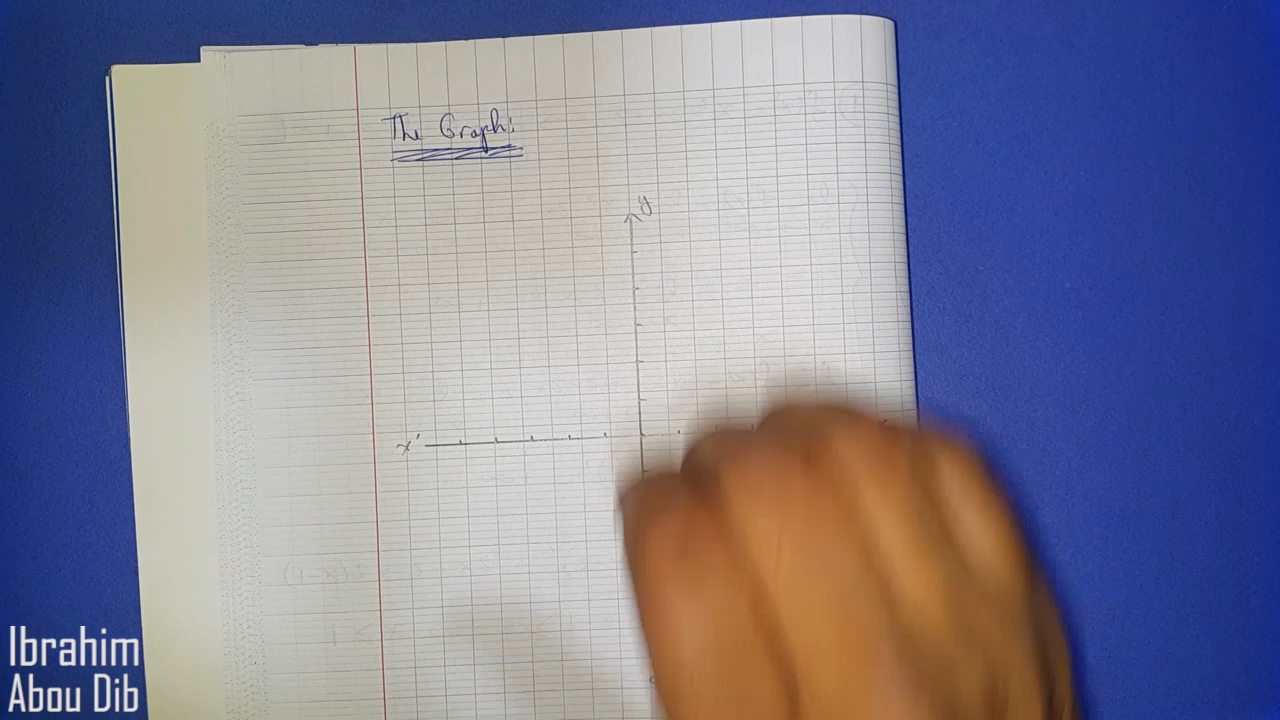 The Graph:
y
x'
Ibrahim
Abou Dib